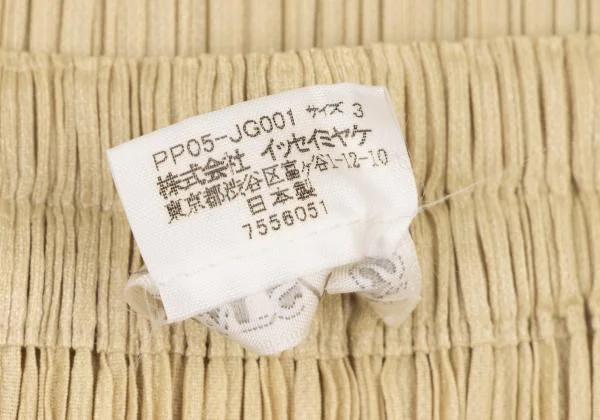 PP05-JG001 サイズ 3
株式会社 イッセイミヤケ
東京都渋谷区富ヶ谷1-12-10
日本製
7556051